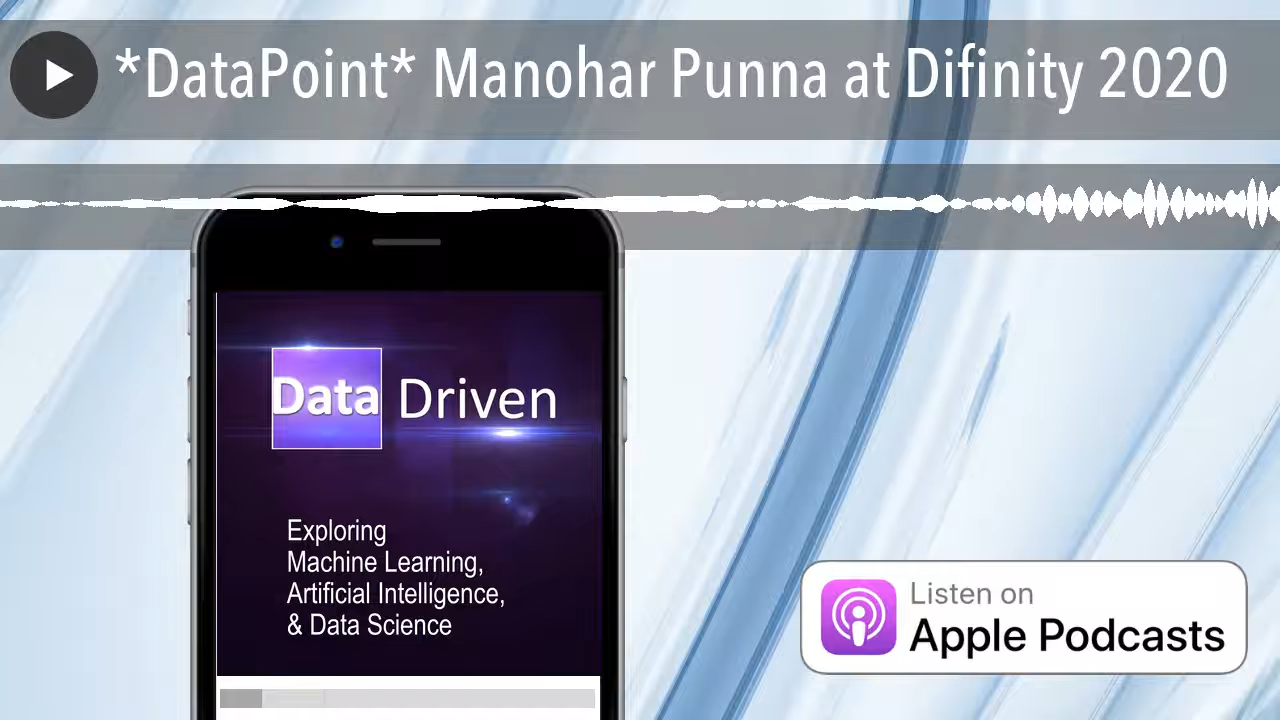 *DataPoint* Manohar Punna at Difinity 2020
Data Driven
Exploring
Machine Learning,
Artificial Intelligence,
& Data Science
Listen on
Apple Podcasts